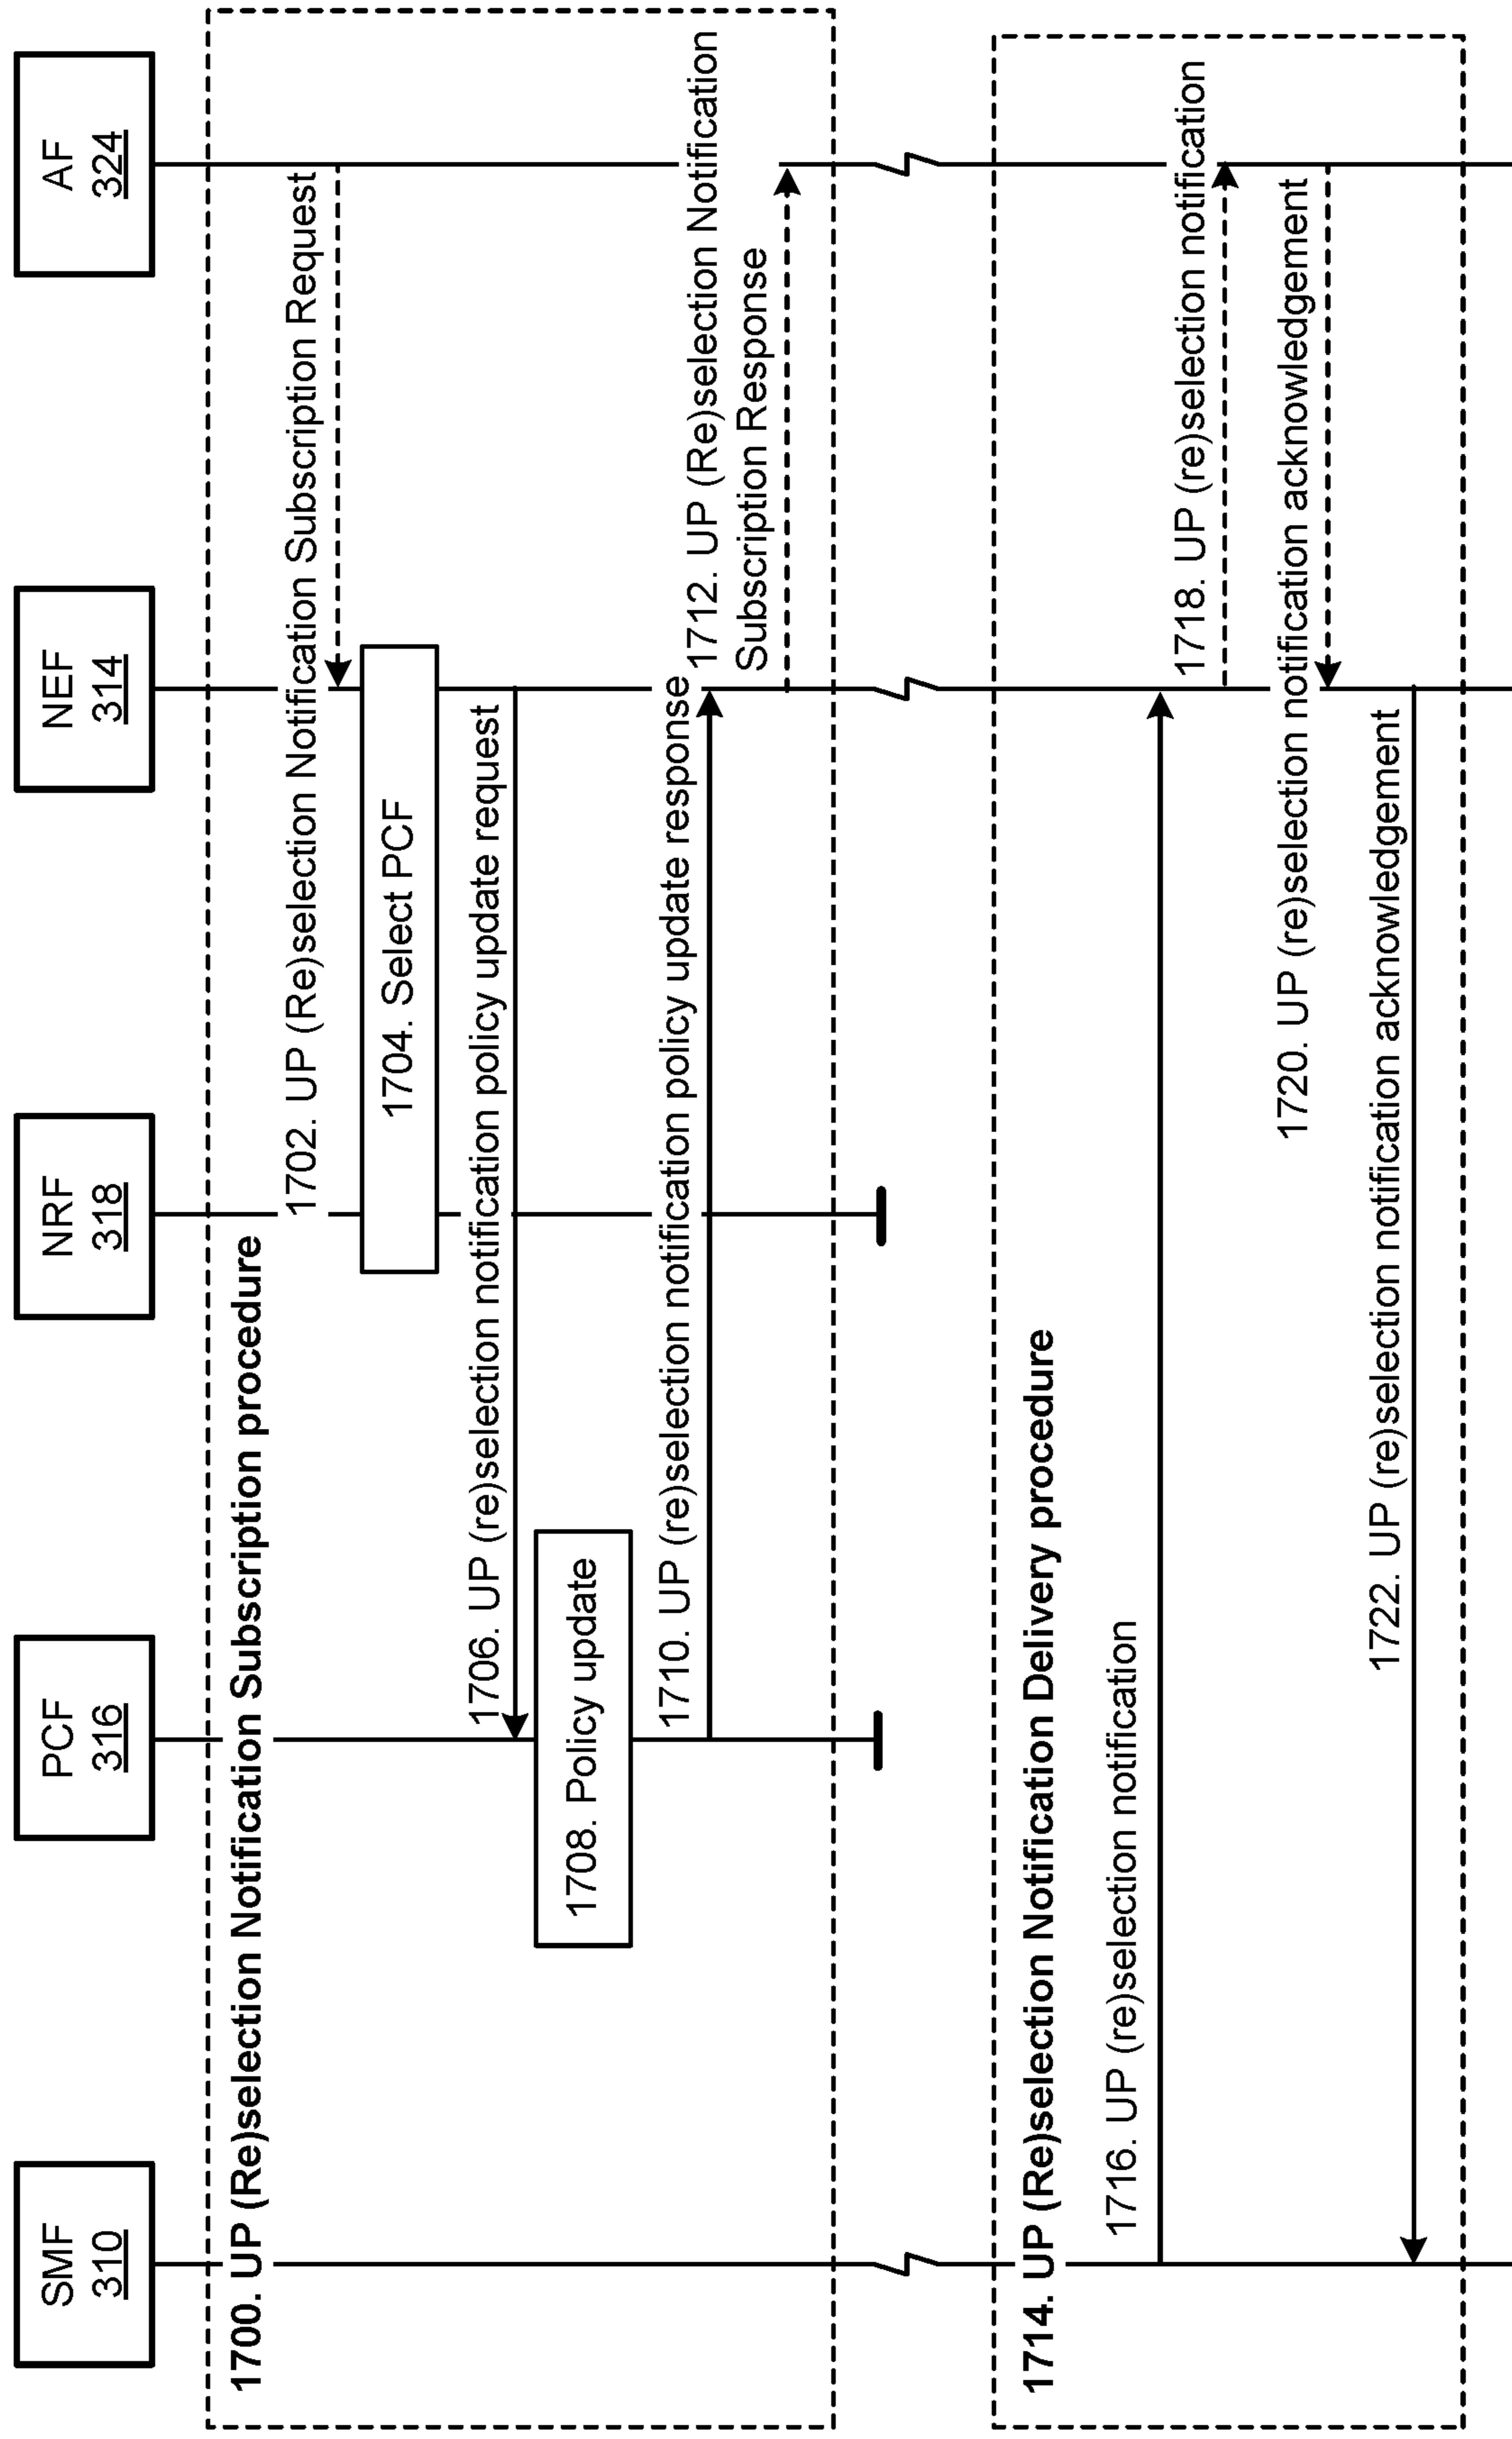 SMF
310
PCF
316
NRF
318
NEF
314
AF
324
1700. UP (Re)selection Notification Subscription procedure
1702. UP (Re)selection Notification Subscription Request
1704. Select PCF
1706. UP (re)selection notification policy update request
1708. Policy update
1710. UP (re)selection notification policy update response
1712. UP (Re)selection Notification
Subscription Response
1714. UP (Re)selection Notification Delivery procedure
1716. UP (re)selection notification
1718. UP (re)selection notification
1720. UP (re)selection notification acknowledgement
1722. UP (re)selection notification acknowledgement